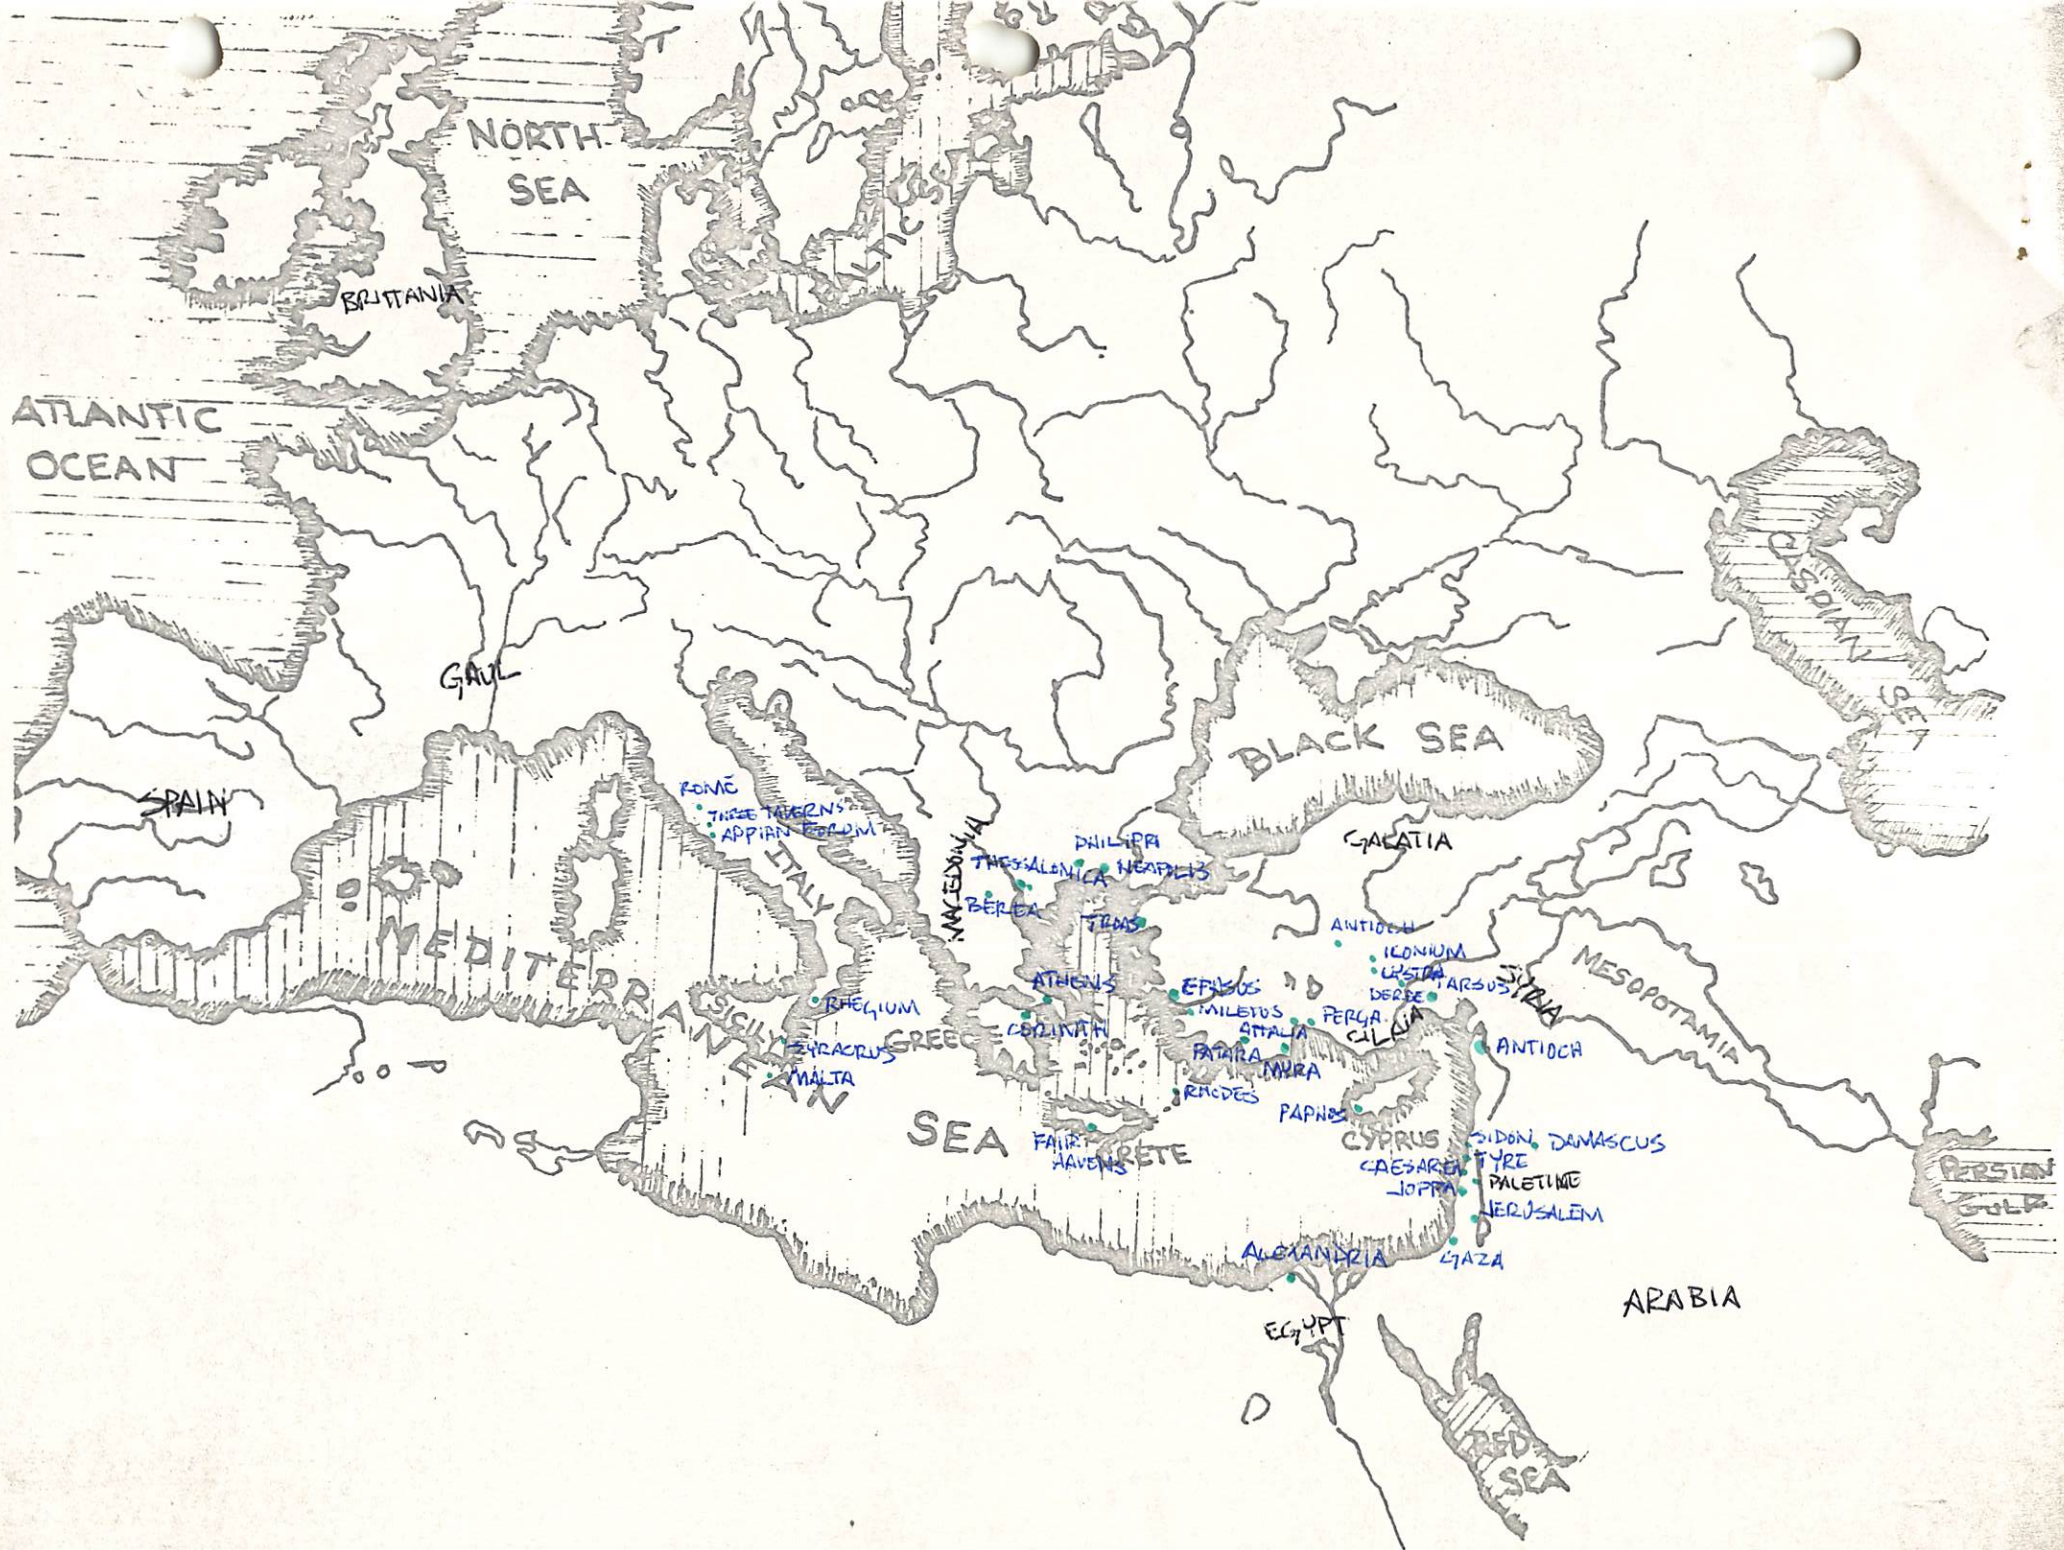 NORTH
SEA
BALTIC
BRITTANIA
ATLANTIC
OCEAN
CASPIAN SEA
GAUL
BLACK SEA
SPAIN
ROME
THREE TAVERNS
APPIAN FORUM
ITALY
MACEDONIA
PHILIPPI
THESSALONICA
NEAPOLIS
BEREA
TROAS
GALATIA
ANTIOCH
ICONIUM
LYSTRA
DERBE
TARSUS
SYRIA
MESOPOTAMIA
MEDITERRANEAN
SEA
SICILY
RHEGIUM
SYRACRUS
MALTA
GREECE
ATHENS
CORINTH
EPHSUS
MILETUS
ATTALIA
PERGA
CILICIA
PATARA
MYRA
RHODES
PAPHOS
ANTIOCH
CYPRUS
FAIR
HAVENS
CRETE
SIDON
DAMASCUS
CAESAREA
TYRE
JOPPA
PALETINE
JERUSALEM
PERSIAN
GULF
ALEXANDRIA
GAZA
EGYPT
ARABIA
RED
SEA